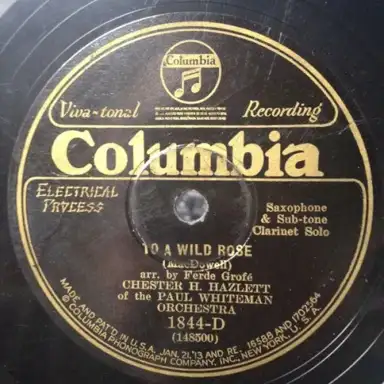 Columbia
Viva-tonal Recording
Columbia
ELECTRICAL
PROCESS
Saxophone
& Sub-tone
Clarinet Solo
TO A WILD ROSE
(MacDowell)
arr. by Ferde Grofé
CHESTER H. HAZLETT
of the PAUL WHITEMAN
ORCHESTRA
1844-D
(148500)
MADE AND PAT'D IN U.S.A. JAN. 21,'13 AND RE. 16588 AND 1702564
COLUMBIA PHONOGRAPH COMPANY, INC., NEW YORK, U. S. A.